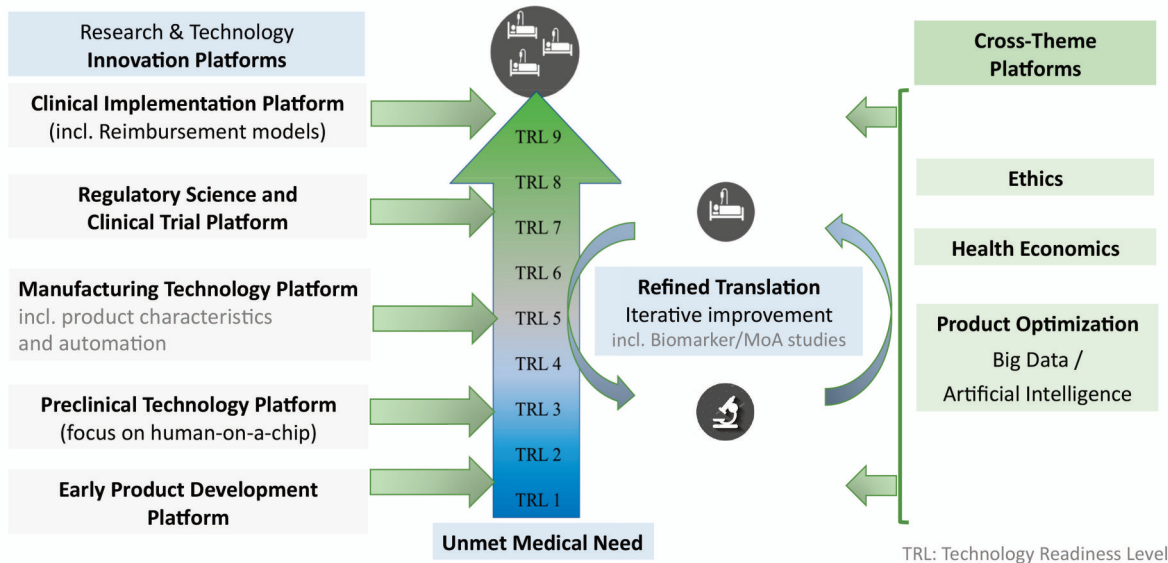 Research & Technology
Innovation Platforms
Clinical Implementation Platform
(incl. Reimbursement models)
Regulatory Science and
Clinical Trial Platform
Manufacturing Technology Platform
incl. product characteristics
and automation
Preclinical Technology Platform
(focus on human-on-a-chip)
Early Product Development
Platform
TRL 9
TRL 8
TRL 7
TRL 6
TRL 5
TRL 4
TRL 3
TRL 2
TRL 1
Unmet Medical Need
Refined Translation
Iterative improvement
incl. Biomarker/MoA studies
Cross-Theme
Platforms
Ethics
Health Economics
Product Optimization
Big Data /
Artificial Intelligence
TRL: Technology Readiness Level